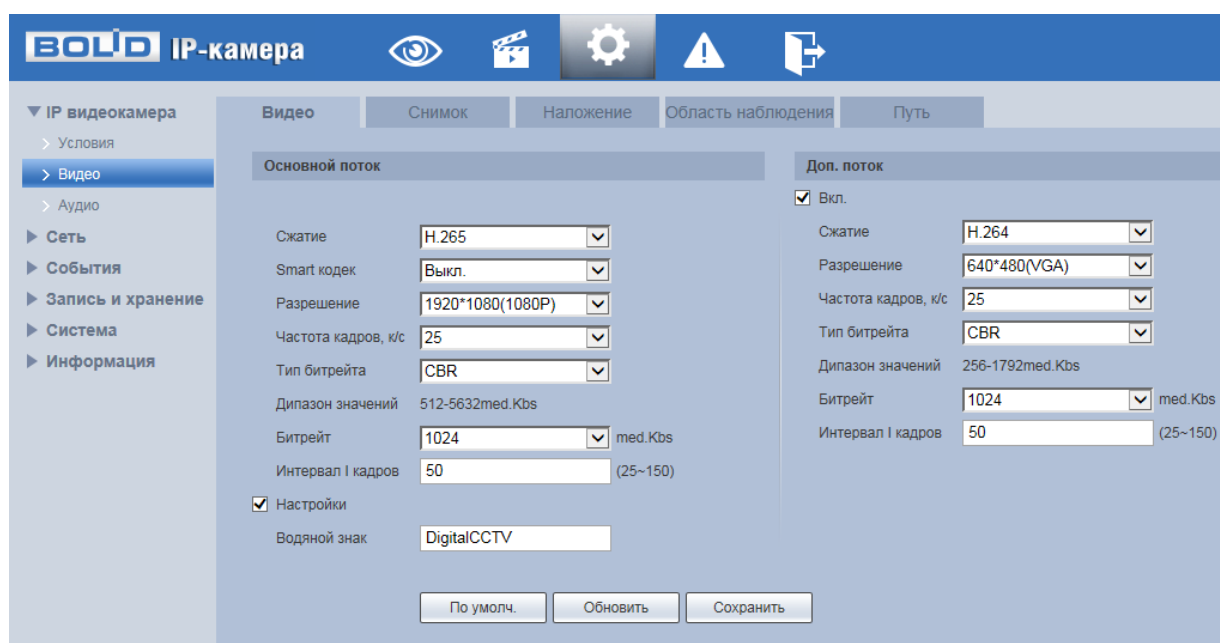 BOLID IP-камера
IP видеокамера
Условия
Видео
Аудио
Сеть
События
Запись и хранение
Система
Информация
Видео
Снимок
Наложение
Область наблюдения
Путь
Основной поток
Сжатие H.265
Smart кодек Выкл.
Разрешение 1920*1080(1080P)
Частота кадров, к/с 25
Тип битрейта CBR
Дипазон значений 512-5632med.Kbs
Битрейт 1024 med.Kbs
Интервал I кадров 50 (25~150)
Настройки
Водяной знак DigitalCCTV
По умолч. Обновить Сохранить
Доп. поток
Вкл.
Сжатие H.264
Разрешение 640*480(VGA)
Частота кадров, к/с 25
Тип битрейта CBR
Дипазон значений 256-1792med.Kbs
Битрейт 1024 med.Kbs
Интервал I кадров 50 (25~150)